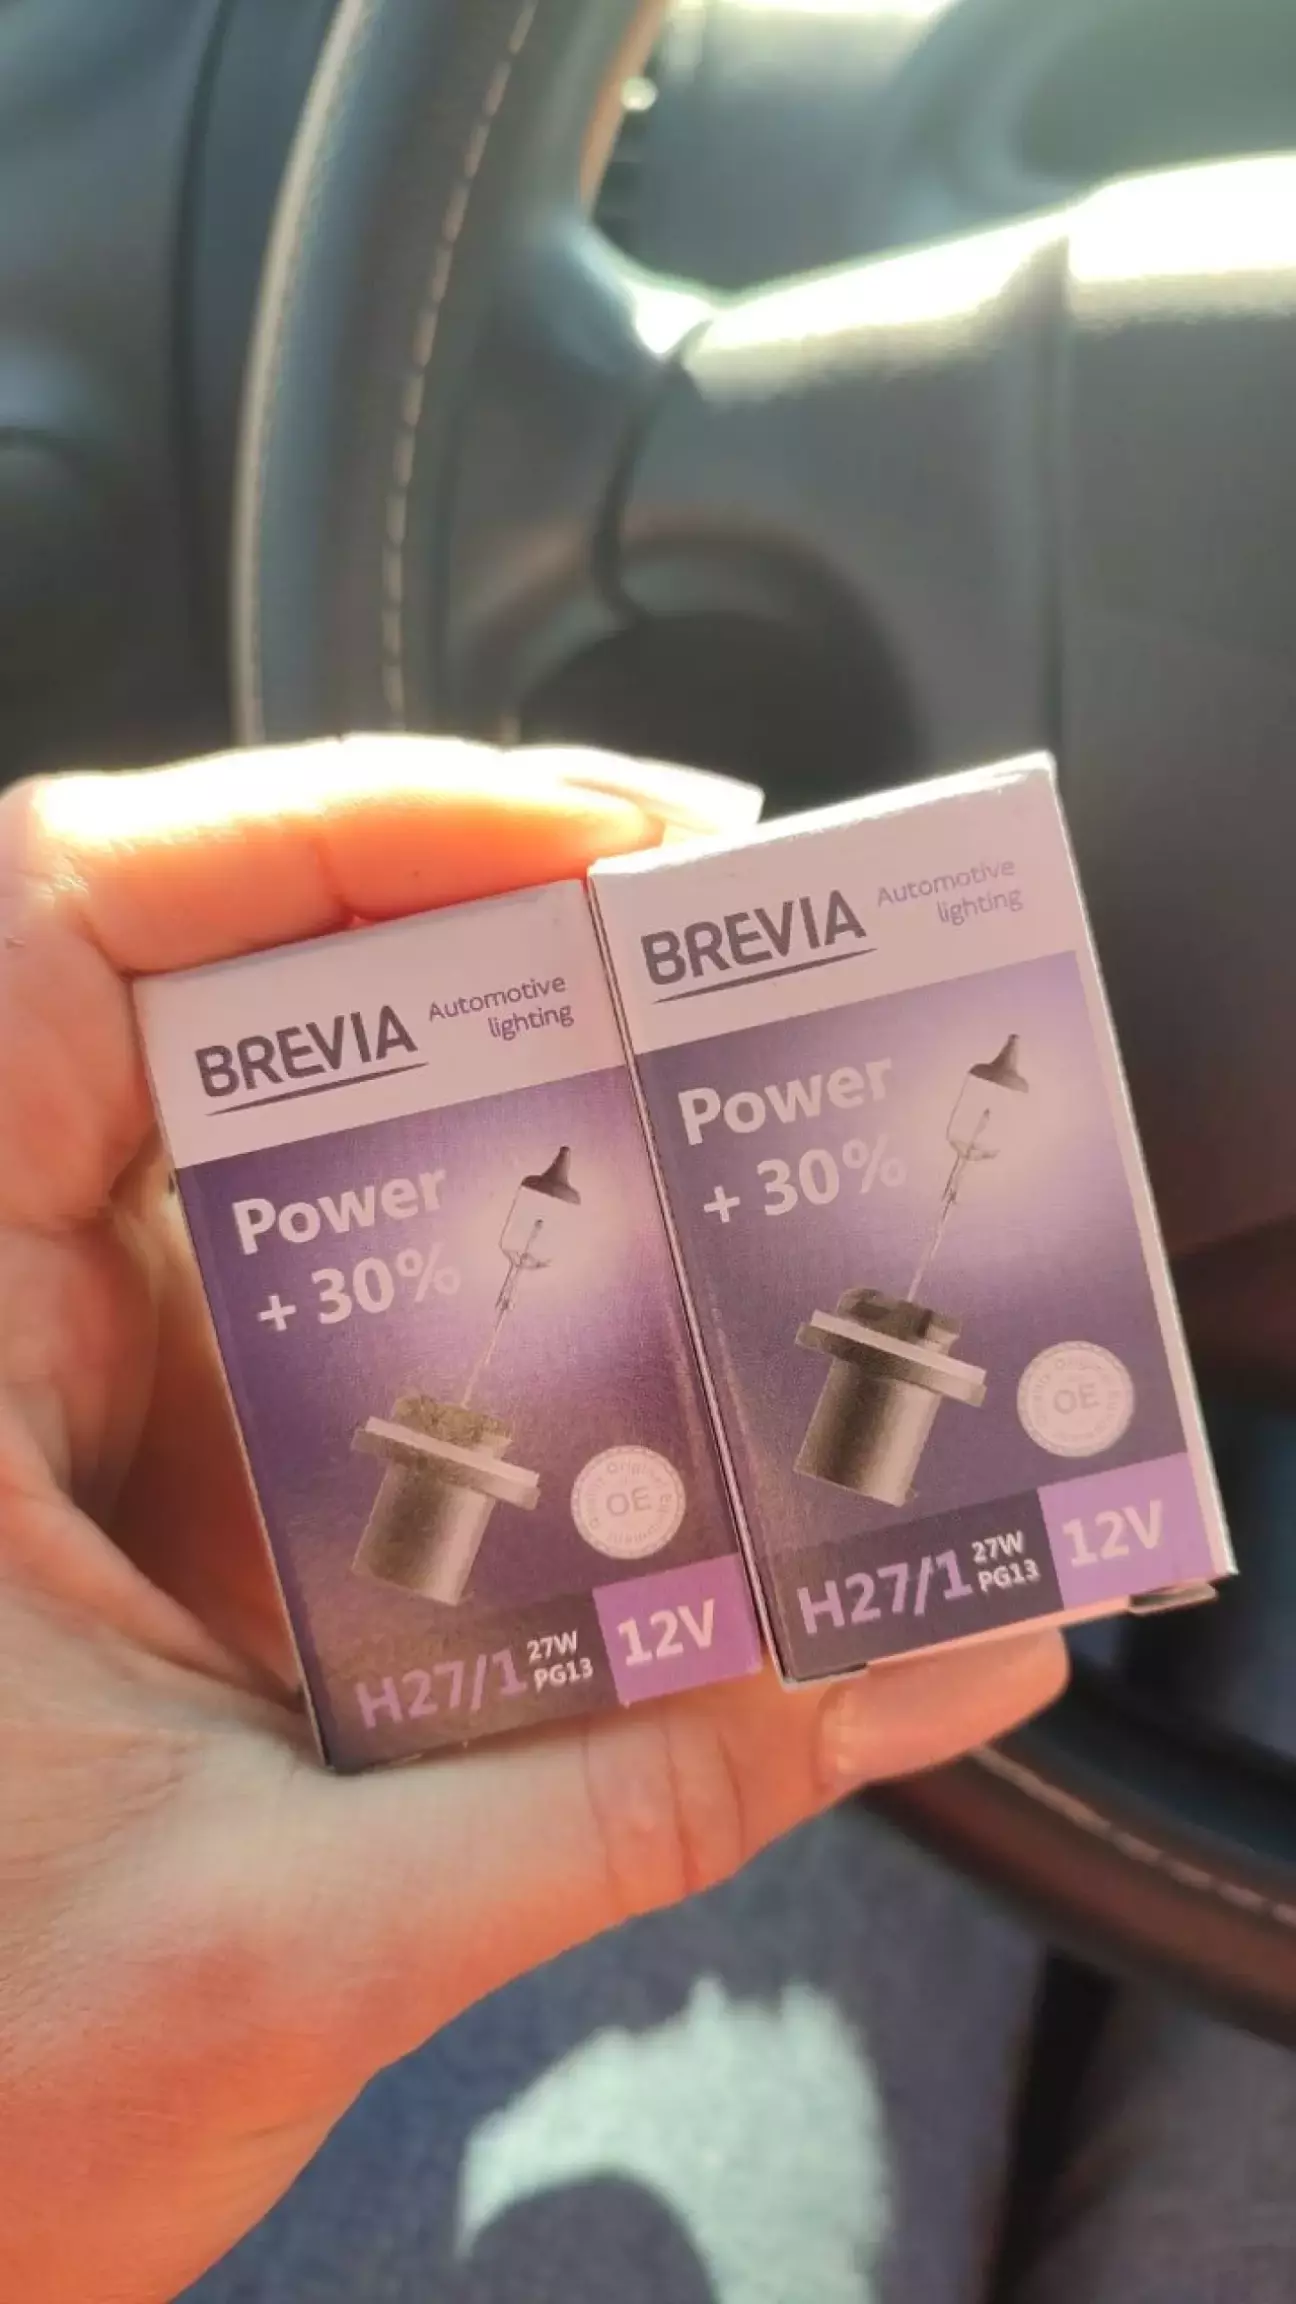 BREVIA
Automotive
lighting
Power
+ 30%
OE
H27/1
27W
PG13
12V
BREVIA
Automotive
lighting
Power
+ 30%
OE
H27/1
27W
PG13
12V